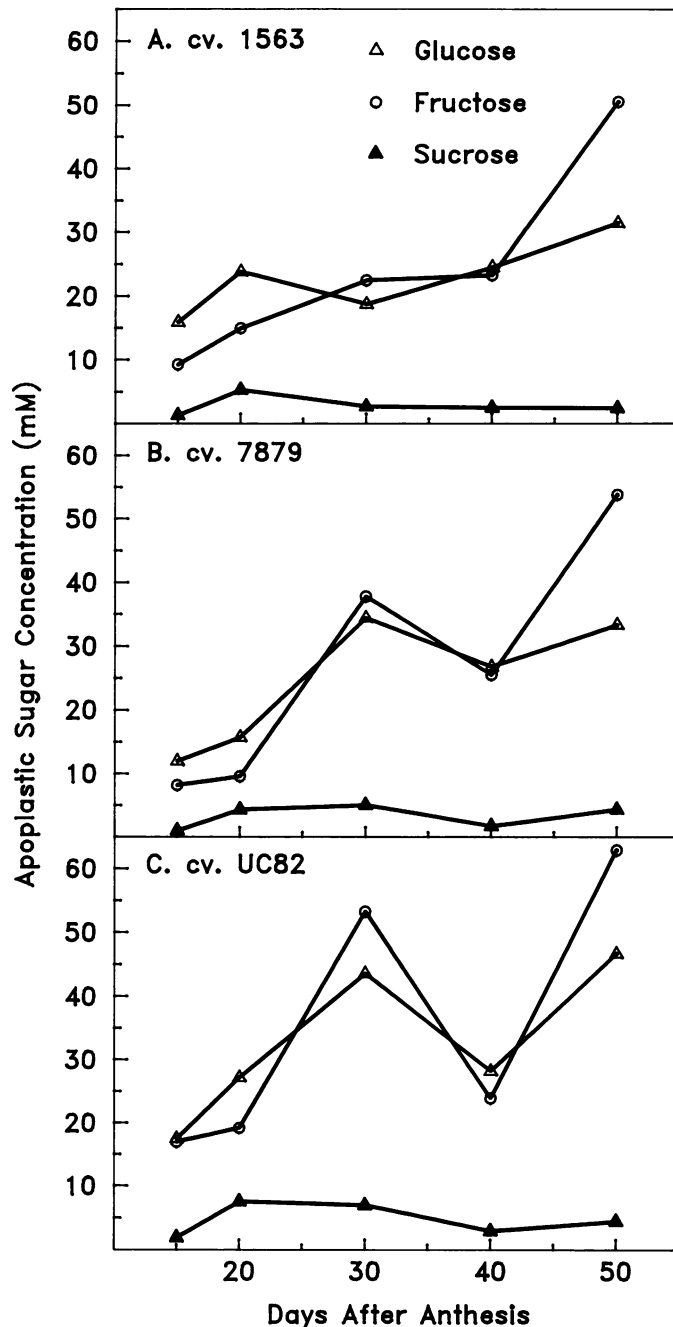 A. cv. 1563
Glucose
Fructose
Sucrose
60
50
40
30
20
10
B. cv. 7879
60
50
40
30
20
10
C. cv. UC82
60
50
40
30
20
10
20 30 40 50
Days After Anthesis
Apoplastic Sugar Concentration (mM)